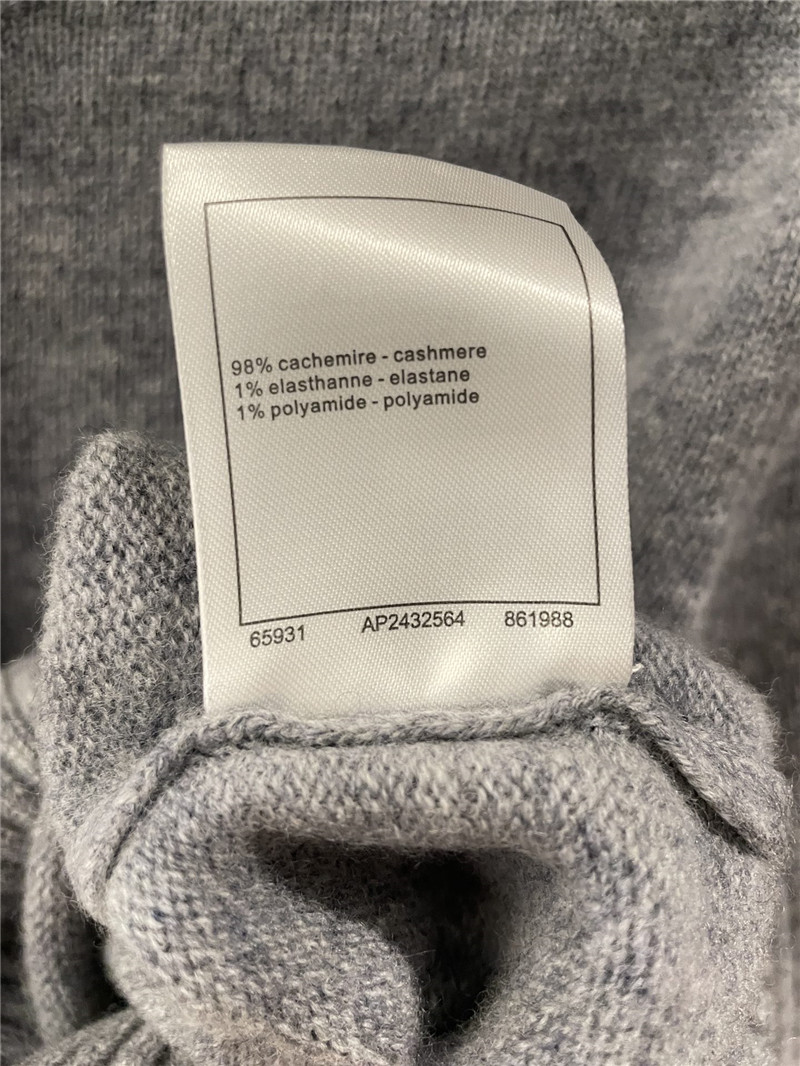 98% cachemire - cashmere
1% elasthanne - elastane
1% polyamide - polyamide
65931 AP2432564 861988